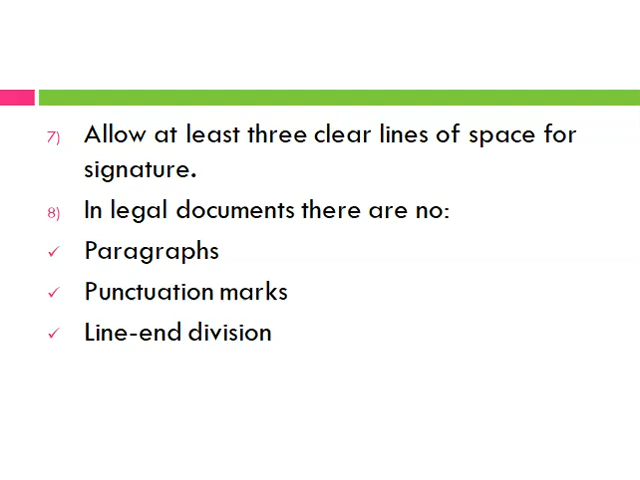 7) Allow at least three clear lines of space for
signature.
8) In legal documents there are no:
✓ Paragraphs
✓ Punctuation marks
✓ Line-end division